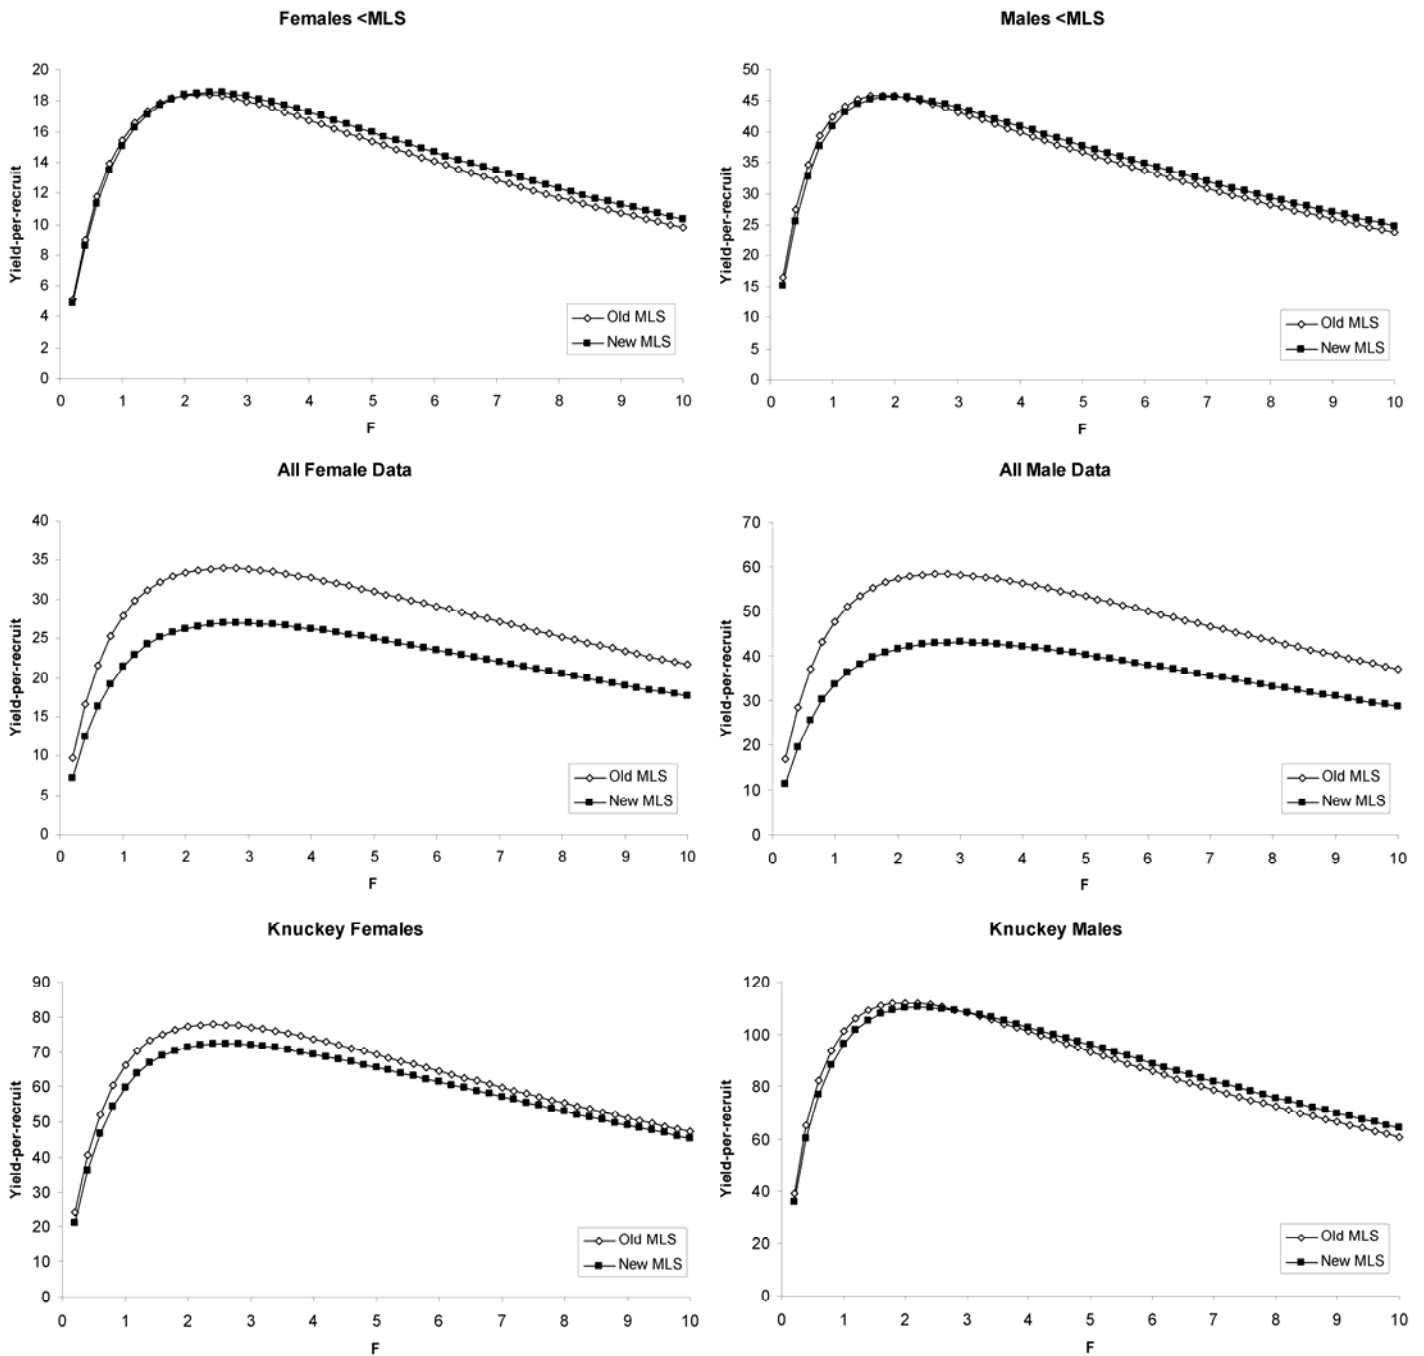 Females <MLS
Yield-per-recruit
20
18
16
14
12
10
8
6
4
2
0
0 1 2 3 4 5 6 7 8 9 10
F
Old MLS
New MLS
Males <MLS
Yield-per-recruit
50
45
40
35
30
25
20
15
10
5
0
0 1 2 3 4 5 6 7 8 9 10
F
Old MLS
New MLS
All Female Data
Yield-per-recruit
40
35
30
25
20
15
10
5
0
0 1 2 3 4 5 6 7 8 9 10
F
Old MLS
New MLS
All Male Data
Yield-per-recruit
70
60
50
40
30
20
10
0
0 1 2 3 4 5 6 7 8 9 10
F
Old MLS
New MLS
Knuckey Females
Yield-per-recruit
90
80
70
60
50
40
30
20
10
0
0 1 2 3 4 5 6 7 8 9 10
F
Old MLS
New MLS
Knuckey Males
Yield-per-recruit
120
100
80
60
40
20
0
0 1 2 3 4 5 6 7 8 9 10
F
Old MLS
New MLS